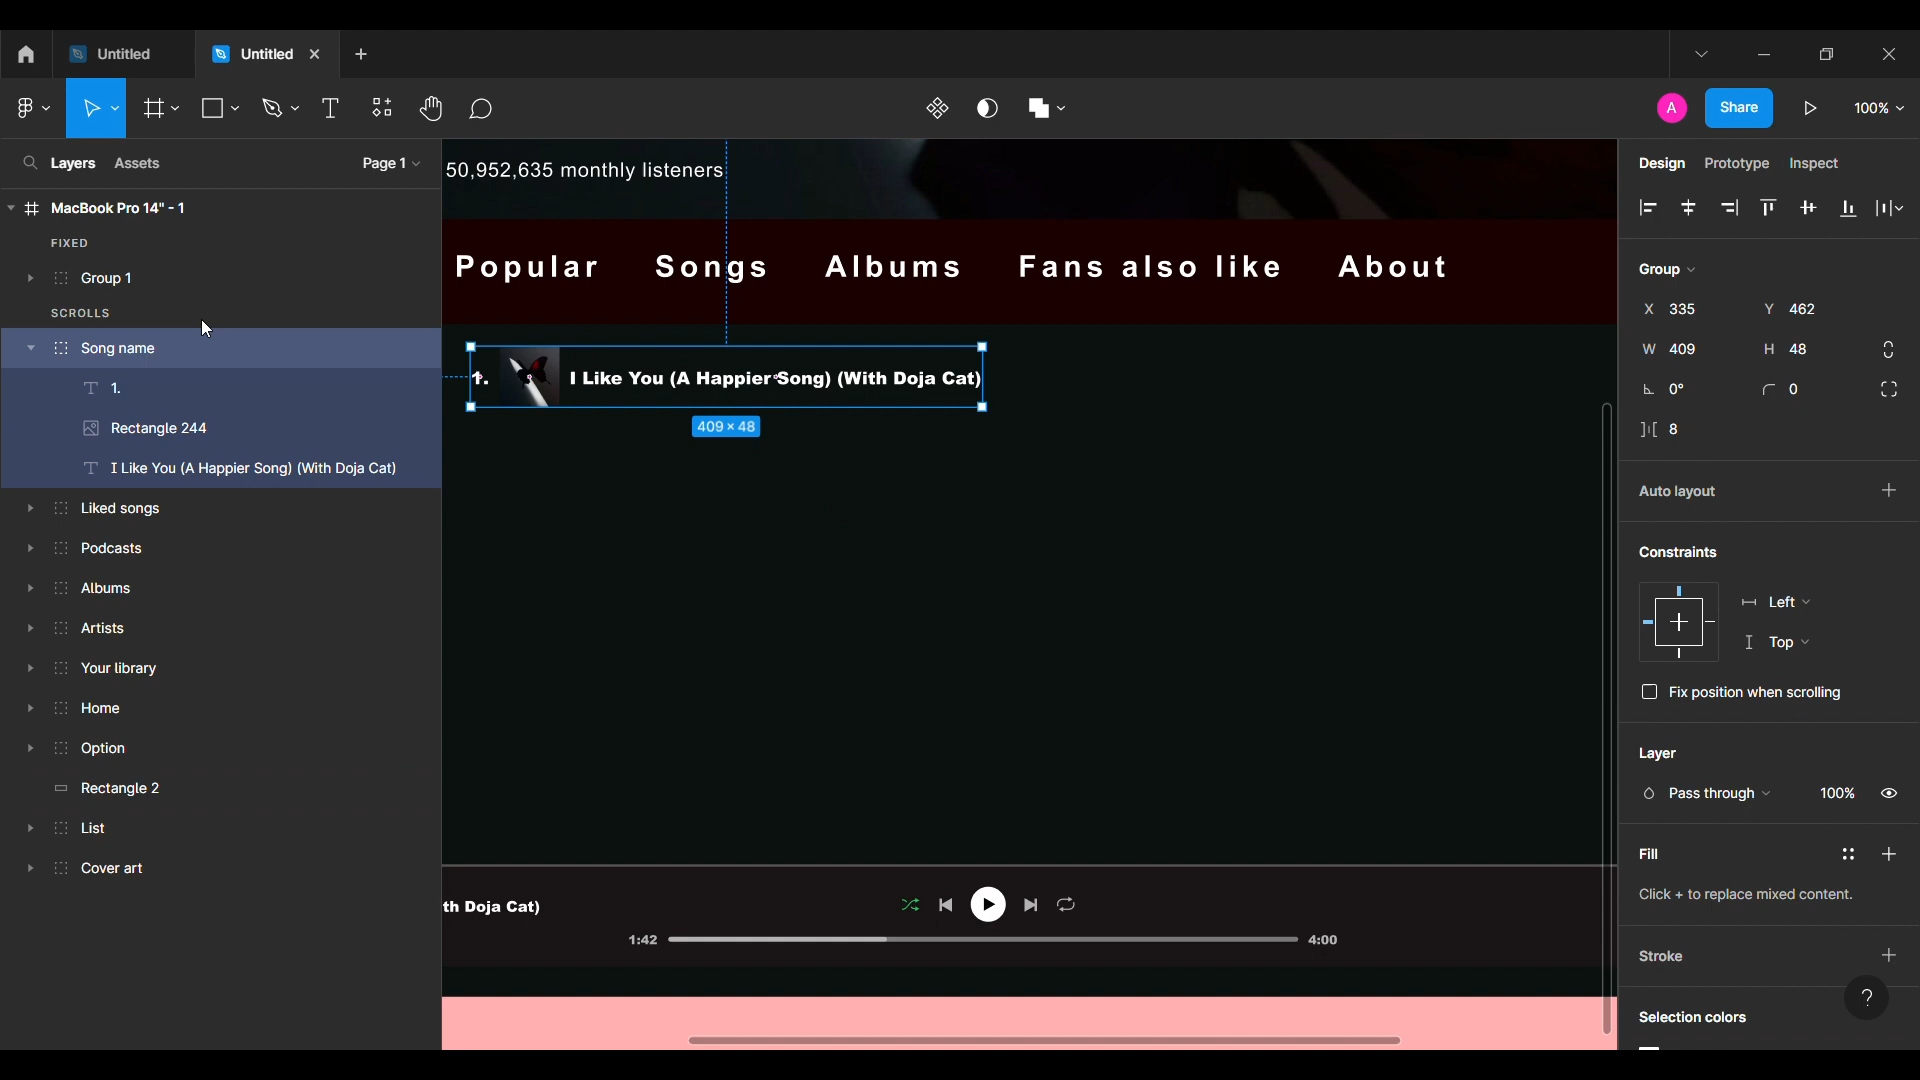 Untitled
Untitled
A
Share
100%
Layers
Assets
Page 1
50,952,635 monthly listeners
Design
Prototype
Inspect
MacBook Pro 14" - 1
FIXED
Group 1
SCROLLS
Song name
1.
Rectangle 244
I Like You (A Happier Song) (With Doja Cat)
Liked songs
Podcasts
Albums
Artists
Your library
Home
Option
Rectangle 2
List
Cover art
Popular
Songs
Albums
Fans also like
About
1.
I Like You (A Happier Song) (With Doja Cat)
409 × 48
th Doja Cat)
1:42
4:00
Group
X 335
Y 462
W 409
H 48
0°
0
8
Auto layout
Constraints
Left
Top
Fix position when scrolling
Layer
Pass through
100%
Fill
Click + to replace mixed content.
Stroke
?
Selection colors